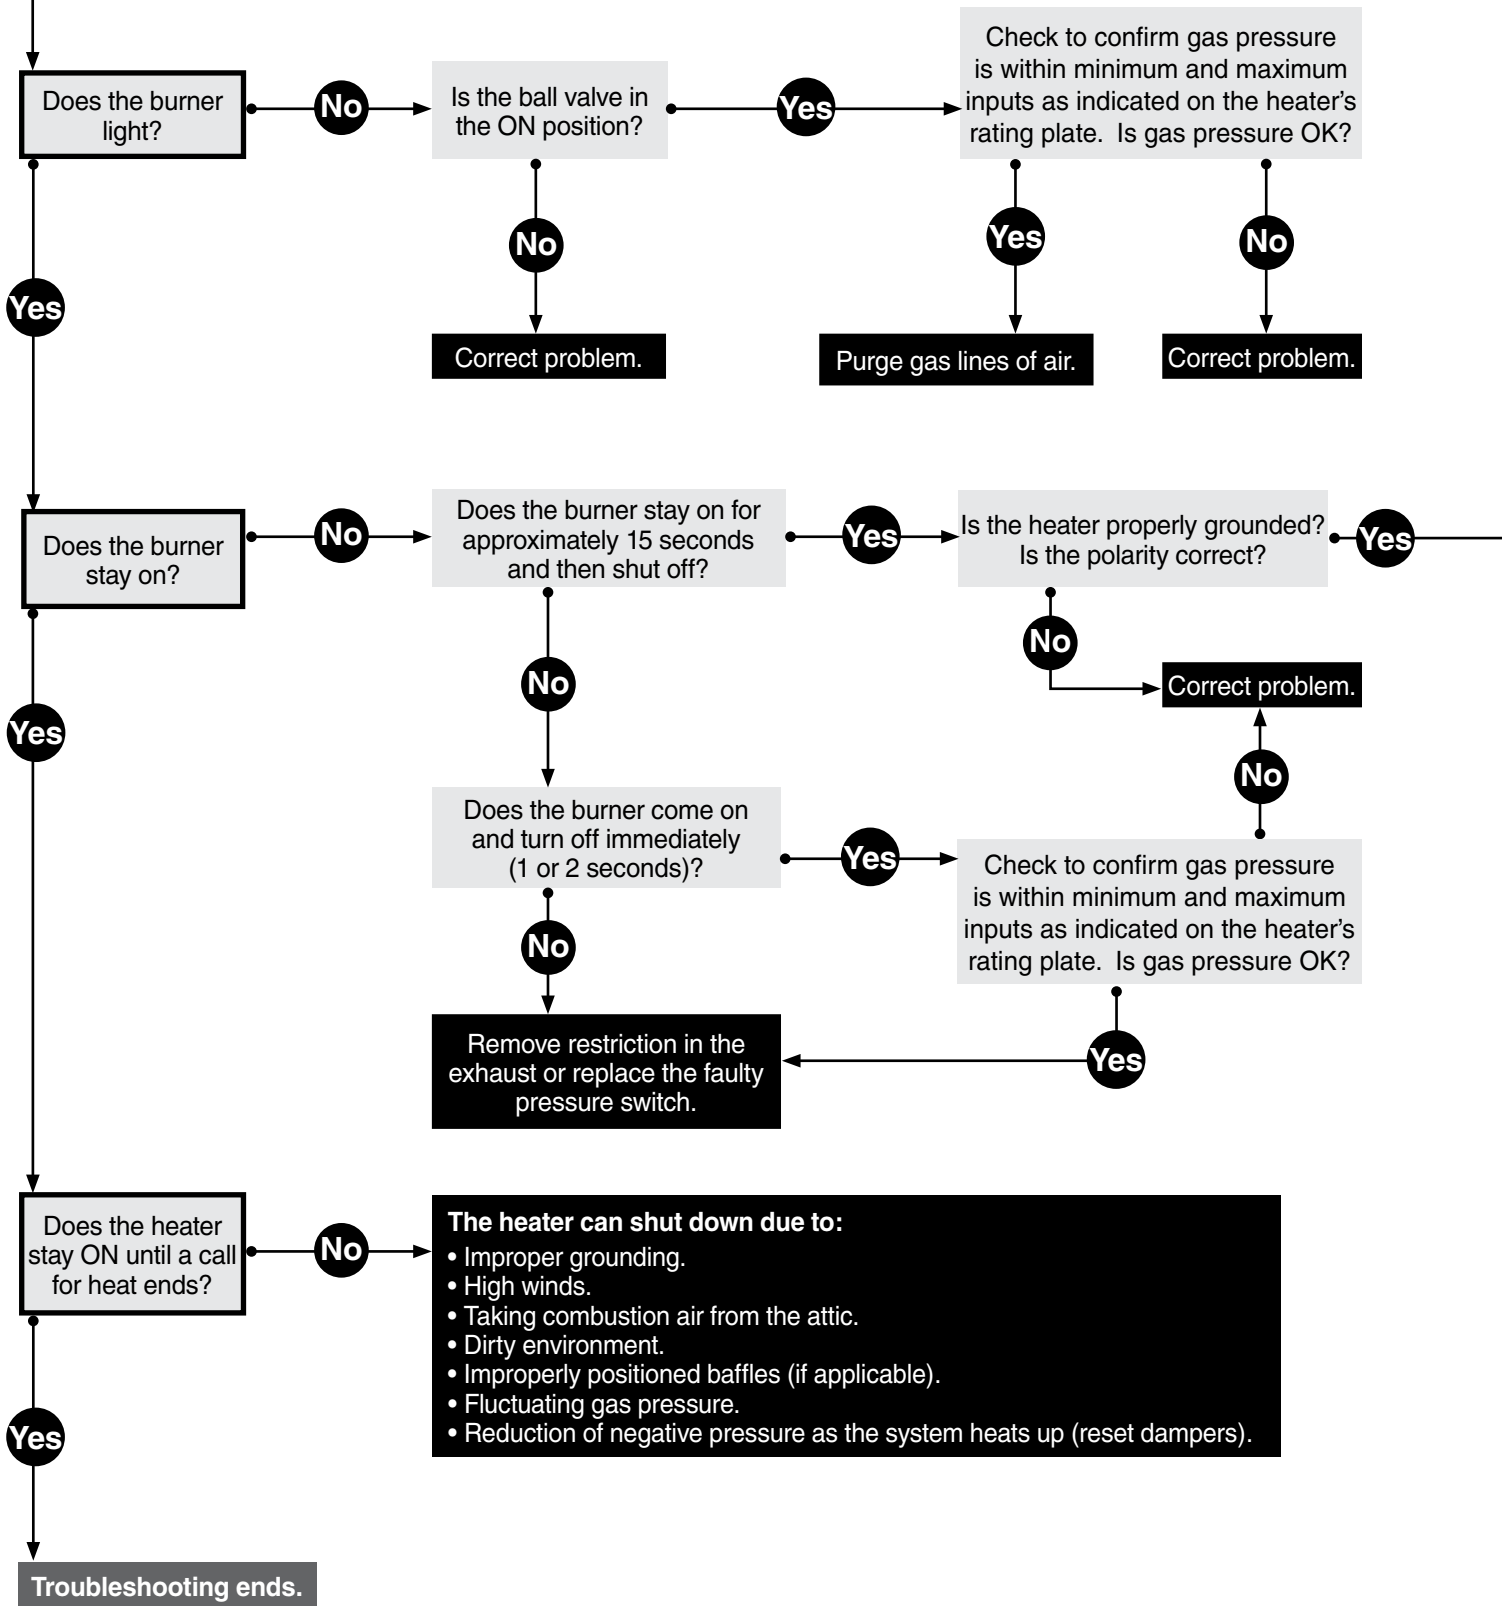 Does the burner
light?
No
Is the ball valve in
the ON position?
Yes
Check to confirm gas pressure
is within minimum and maximum
inputs as indicated on the heater’s
rating plate.  Is gas pressure OK?
Yes
No
Yes
No
Correct problem.
Purge gas lines of air.
Correct problem.
Does the burner
stay on?
No
Does the burner stay on for
approximately 15 seconds
and then shut off?
Yes
Is the heater properly grounded?
Is the polarity correct?
Yes
No
Correct problem.
No
Yes
No
Does the burner come on
and turn off immediately
(1 or 2 seconds)?
Yes
Check to confirm gas pressure
is within minimum and maximum
inputs as indicated on the heater’s
rating plate.  Is gas pressure OK?
No
Yes
Remove restriction in the
exhaust or replace the faulty
pressure switch.
Does the heater
stay ON until a call
for heat ends?
No
The heater can shut down due to:
• Improper grounding.
• High winds.
• Taking combustion air from the attic.
• Dirty environment.
• Improperly positioned baffles (if applicable).
• Fluctuating gas pressure.
• Reduction of negative pressure as the system heats up (reset dampers).
Yes
Troubleshooting ends.